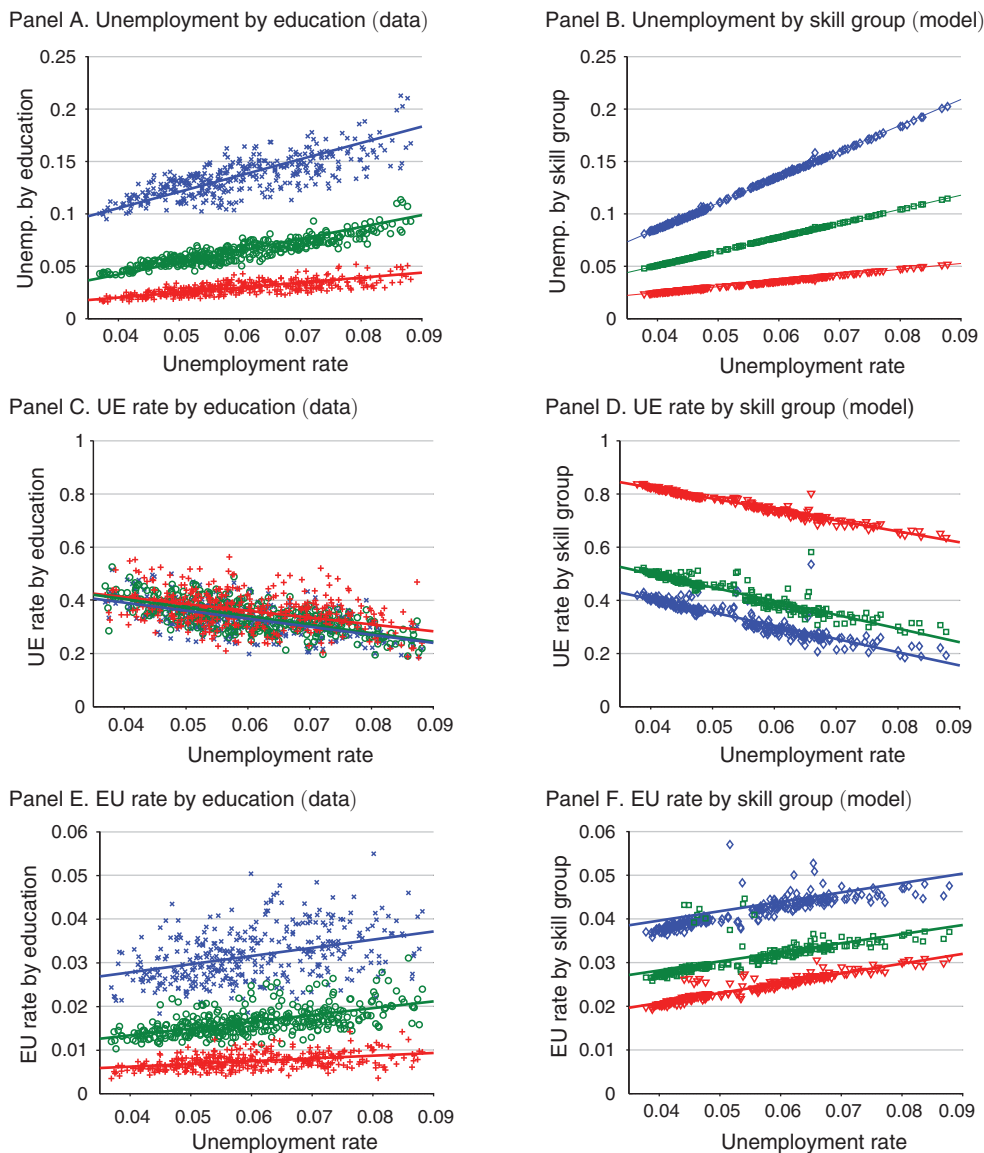 Panel A. Unemployment by education (data)
Unemp. by education
0.25
0.2
0.15
0.1
0.05
0
0.04 0.05 0.06 0.07 0.08 0.09
Unemployment rate
Panel B. Unemployment by skill group (model)
Unemp. by skill group
0.25
0.2
0.15
0.1
0.05
0
0.04 0.05 0.06 0.07 0.08 0.09
Unemployment rate
Panel C. UE rate by education (data)
UE rate by education
1
0.8
0.6
0.4
0.2
0
0.04 0.05 0.06 0.07 0.08 0.09
Unemployment rate
Panel D. UE rate by skill group (model)
UE rate by skill group
1
0.8
0.6
0.4
0.2
0
0.04 0.05 0.06 0.07 0.08 0.09
Unemployment rate
Panel E. EU rate by education (data)
EU rate by education
0.06
0.05
0.04
0.03
0.02
0.01
0
0.04 0.05 0.06 0.07 0.08 0.09
Unemployment rate
Panel F. EU rate by skill group (model)
EU rate by skill group
0.06
0.05
0.04
0.03
0.02
0.01
0
0.04 0.05 0.06 0.07 0.08 0.09
Unemployment rate